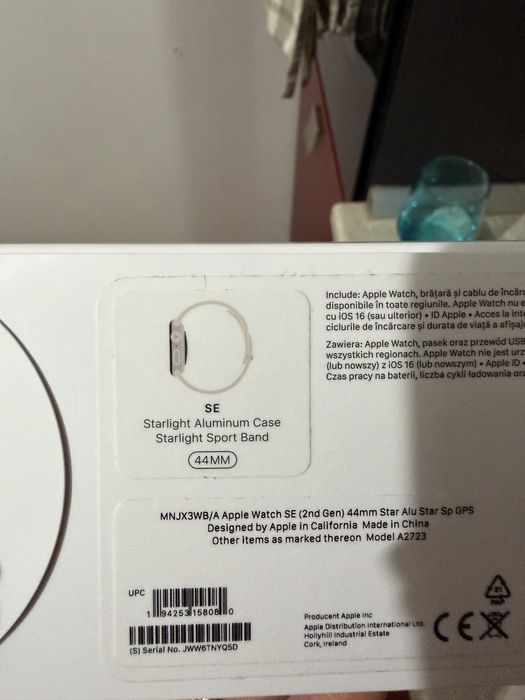 SE
Starlight Aluminum Case
Starlight Sport Band
44MM
Include: Apple Watch, brățară și cablu de
disponibile în toate regiunile. Apple Watch nu
cu iOS 16 (sau ulterior) • ID Apple • Acces la
ciclurile de încărcare și durata de viață a
Zawiera: Apple Watch, pasek oraz przewód USB
wszystkich regionach. Apple Watch nie jest
(lub nowszy) z iOS 16 (lub nowszym) • Apple ID •
Czas pracy na baterii, liczba cykli ładowania
MNJX3WB/A Apple Watch SE (2nd Gen) 44mm Star Alu Star Sp GPS
Designed by Apple in California Made in China
Other items as marked thereon Model A2723
UPC
1 94253 15808 0
(S) Serial No. JWW6TNYQ5D
Producent Apple Inc
Apple Distribution International Ltd.
Hollyhill Industrial Estate
Cork, Ireland
CE